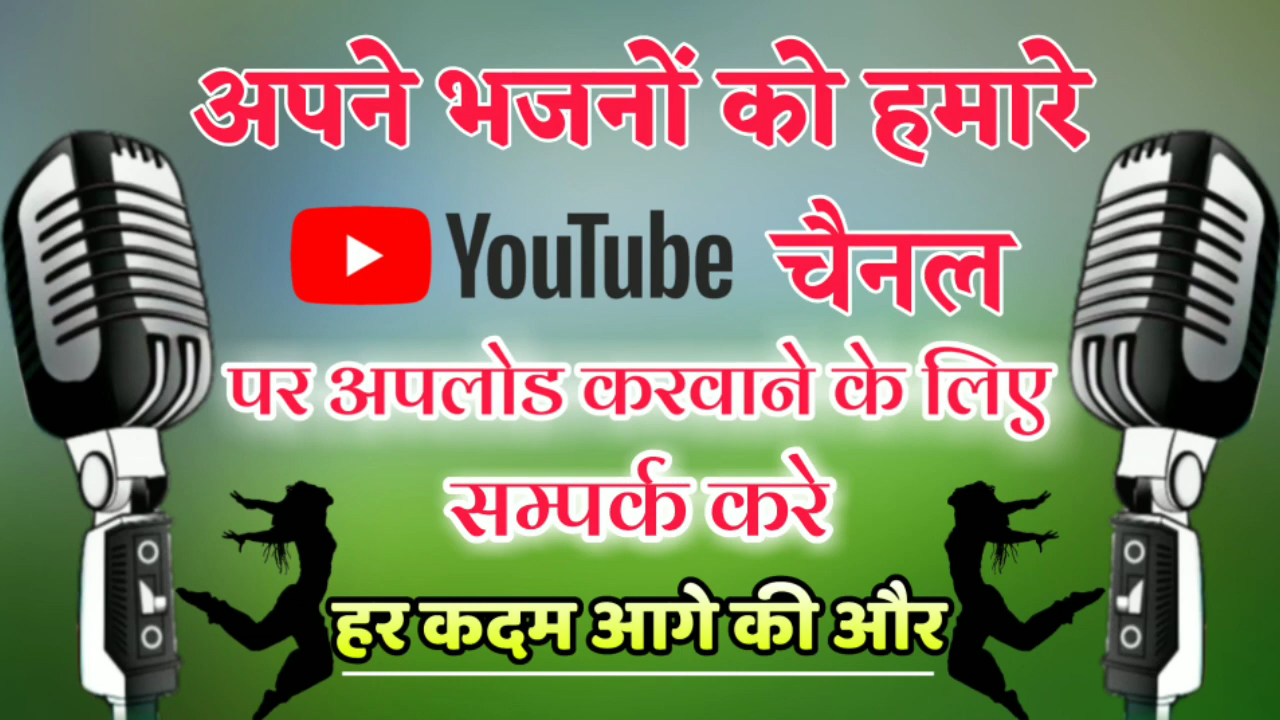 अपने भजनों को हमारे
YouTube चैनल
पर अपलोड करवाने के लिए
सम्पर्क करे
हर कदम आगे की और